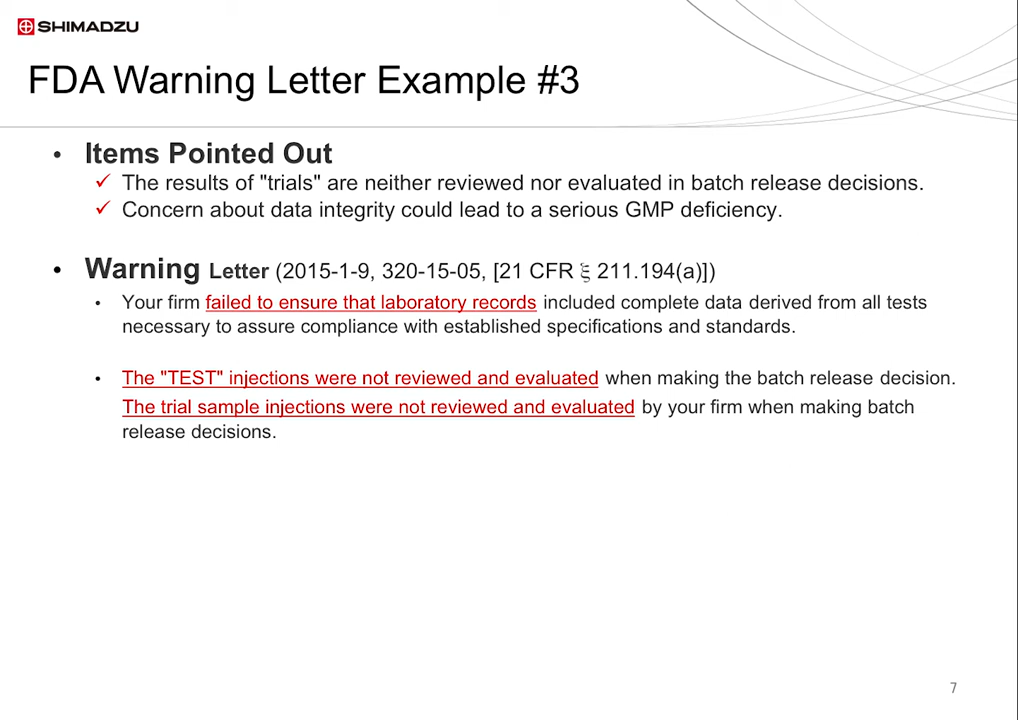 SHIMADZU
FDA Warning Letter Example #3
• Items Pointed Out
✓ The results of "trials" are neither reviewed nor evaluated in batch release decisions.
✓ Concern about data integrity could lead to a serious GMP deficiency.
• Warning Letter (2015-1-9, 320-15-05, [21 CFR ξ 211.194(a)])
• Your firm failed to ensure that laboratory records included complete data derived from all tests
necessary to assure compliance with established specifications and standards.
• The "TEST" injections were not reviewed and evaluated when making the batch release decision.
The trial sample injections were not reviewed and evaluated by your firm when making batch
release decisions.
7